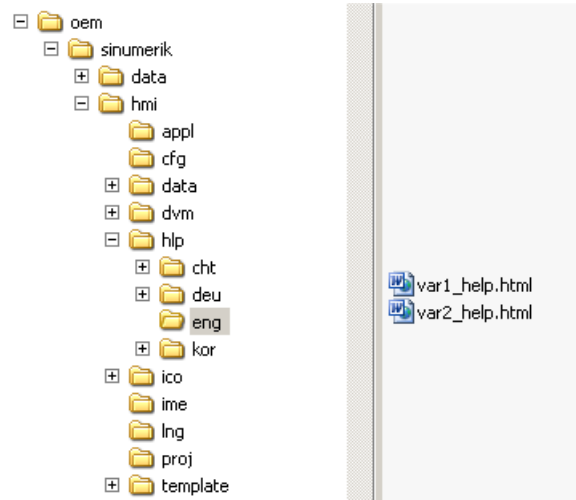 oem
sinumerik
data
hmi
appl
cfg
data
dvm
hlp
cht
deu
eng
kor
ico
ime
lng
proj
template
var1_help.html
var2_help.html